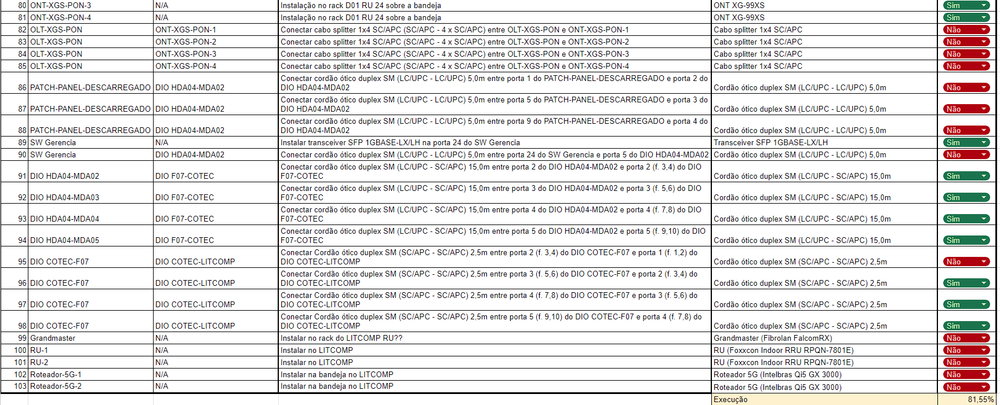 80 ONT-XGS-PON-3 N/A Instalação no rack D01 RU 24 sobre a bandeja ONT XG-99XS Sim
81 ONT-XGS-PON-4 N/A Instalação no rack D01 RU 24 sobre a bandeja ONT XG-99XS Sim
82 OLT-XGS-PON ONT-XGS-PON-1 Conectar cabo splitter 1x4 SC/APC (SC/APC - 4 x SC/APC) entre OLT-XGS-PON e ONT-XGS-PON-1 Cabo splitter 1x4 SC/APC Não
83 OLT-XGS-PON ONT-XGS-PON-2 Conectar cabo splitter 1x4 SC/APC (SC/APC - 4 x SC/APC) entre OLT-XGS-PON e ONT-XGS-PON-2 Cabo splitter 1x4 SC/APC Não
84 OLT-XGS-PON ONT-XGS-PON-3 Conectar cabo splitter 1x4 SC/APC (SC/APC - 4 x SC/APC) entre OLT-XGS-PON e ONT-XGS-PON-3 Cabo splitter 1x4 SC/APC Não
85 OLT-XGS-PON ONT-XGS-PON-4 Conectar cabo splitter 1x4 SC/APC (SC/APC - 4 x SC/APC) entre OLT-XGS-PON e ONT-XGS-PON-4 Cabo splitter 1x4 SC/APC Não
Conectar cordão ótico duplex SM (LC/UPC - LC/UPC) 5,0m entre porta 1 do PATCH-PANEL-DESCARREGADO e porta 2 do
86 PATCH-PANEL-DESCARREGADO DIO HDA04-MDA02 DIO HDA04-MDA02 Cordão ótico duplex SM (LC/UPC - LC/UPC) 5,0m Não
Conectar cordão ótico duplex SM (LC/UPC - LC/UPC) 5,0m entre porta 5 do PATCH-PANEL-DESCARREGADO e porta 3 do
87 PATCH-PANEL-DESCARREGADO DIO HDA04-MDA02 DIO HDA04-MDA02 Cordão ótico duplex SM (LC/UPC - LC/UPC) 5,0m Não
Conectar cordão ótico duplex SM (LC/UPC - LC/UPC) 5,0m entre porta 9 do PATCH-PANEL-DESCARREGADO e porta 4 do
88 PATCH-PANEL-DESCARREGADO DIO HDA04-MDA02 DIO HDA04-MDA02 Cordão ótico duplex SM (LC/UPC - LC/UPC) 5,0m Não
89 SW Gerencia N/A Instalar transceiver SFP 1GBASE-LX/LH na porta 24 do SW Gerencia Transceiver SFP 1GBASE-LX/LH Sim
90 SW Gerencia DIO HDA04-MDA02 Conectar cordão ótico duplex SM (LC/UPC - LC/UPC) 5,0m entre porta 24 do SW Gerencia e porta 5 do DIO HDA04-MDA02 Cordão ótico duplex SM (LC/UPC - LC/UPC) 5,0m Não
Conectar cordão ótico duplex SM (LC/UPC - SC/APC) 15,0m entre porta 2 do DIO HDA04-MDA02 e porta 2 (f. 3,4) do DIO
91 DIO HDA04-MDA02 DIO F07-COTEC F07-COTEC Cordão ótico duplex SM (LC/UPC - SC/APC) 15,0m Sim
Conectar cordão ótico duplex SM (LC/UPC - SC/APC) 15,0m entre porta 3 do DIO HDA04-MDA02 e porta 3 (f. 5,6) do DIO
92 DIO HDA04-MDA03 DIO F07-COTEC F07-COTEC Cordão ótico duplex SM (LC/UPC - SC/APC) 15,0m Sim
Conectar cordão ótico duplex SM (LC/UPC - SC/APC) 15,0m entre porta 4 do DIO HDA04-MDA02 e porta 4 (f. 7,8) do DIO
93 DIO HDA04-MDA04 DIO F07-COTEC F07-COTEC Cordão ótico duplex SM (LC/UPC - SC/APC) 15,0m Sim
Conectar cordão ótico duplex SM (LC/UPC - SC/APC) 15,0m entre porta 5 do DIO HDA04-MDA02 e porta 5 (f. 9,10) do DIO
94 DIO HDA04-MDA05 DIO F07-COTEC F07-COTEC Cordão ótico duplex SM (LC/UPC - SC/APC) 15,0m Sim
Conectar Cordão ótico duplex SM (SC/APC - SC/APC) 2,5m entre porta 2 (f. 3,4) do DIO COTEC-F07 e porta 1 (f. 1,2) do
95 DIO COTEC-F07 DIO COTEC-LITCOMP DIO COTEC-LITCOMP Cordão ótico duplex SM (SC/APC - SC/APC) 2,5m Não
Conectar Cordão ótico duplex SM (SC/APC - SC/APC) 2,5m entre porta 3 (f. 5,6) do DIO COTEC-F07 e porta 2 (f. 3,4) do
96 DIO COTEC-F07 DIO COTEC-LITCOMP DIO COTEC-LITCOMP Cordão ótico duplex SM (SC/APC - SC/APC) 2,5m Sim
Conectar Cordão ótico duplex SM (SC/APC - SC/APC) 2,5m entre porta 4 (f. 7,8) do DIO COTEC-F07 e porta 3 (f. 5,6) do
97 DIO COTEC-F07 DIO COTEC-LITCOMP DIO COTEC-LITCOMP Cordão ótico duplex SM (SC/APC - SC/APC) 2,5m Sim
Conectar Cordão ótico duplex SM (SC/APC - SC/APC) 2,5m entre porta 5 (f. 9,10) do DIO COTEC-F07 e porta 4 (f. 7,8) do
98 DIO COTEC-F07 DIO COTEC-LITCOMP DIO COTEC-LITCOMP Cordão ótico duplex SM (SC/APC - SC/APC) 2,5m Sim
99 Grandmaster N/A Instalar no rack do LITCOMP RU?? Grandmaster (Fibrolan FalcomRX) Não
100 RU-1 N/A Instalar no LITCOMP RU (Foxxcon Indoor RRU RPQN-7801E) Não
101 RU-2 N/A Instalar no LITCOMP RU (Foxxcon Indoor RRU RPQN-7801E) Não
102 Roteador-5G-1 N/A Instalar na bandeja no LITCOMP Roteador 5G (Intelbras Qi5 GX 3000) Não
103 Roteador-5G-2 N/A Instalar na bandeja no LITCOMP Roteador 5G (Intelbras Qi5 GX 3000) Não
Execução 81,55%